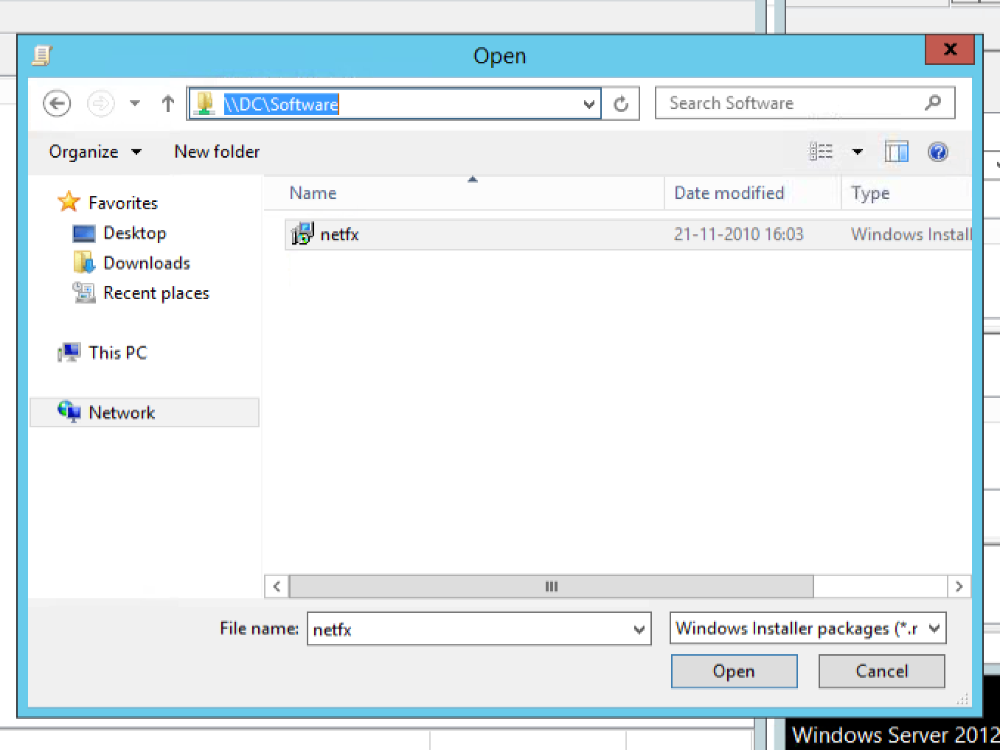 Open
x
\\DC\Software
Search Software
Organize
New folder
Name
Date modified
Type
Favorites
Desktop
Downloads
Recent places
This PC
Network
netfx
21-11-2010 16:03
Windows Install
File name:
netfx
Windows Installer packages (*.r
Open
Cancel
Windows Server 2012